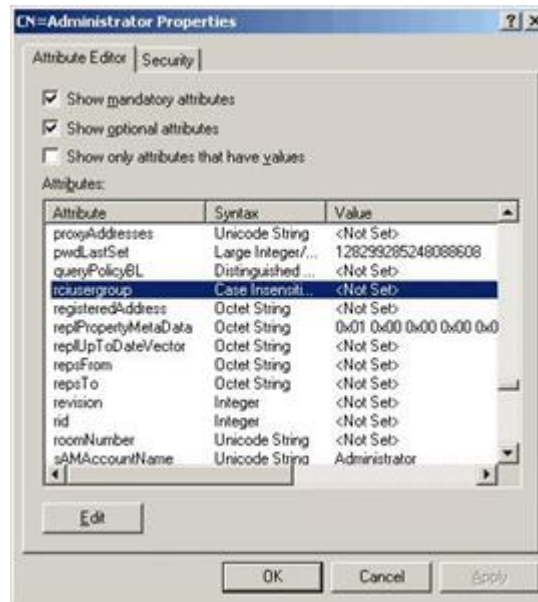 CN=Administrator Properties
Attribute Editor Security
Show mandatory attributes
Show optional attributes
Show only attributes that have values
Attributes:
Attribute Syntax Value
proxyAddresses Unicode String <Not Set>
pwdLastSet Large Integer/... 128299285248088608
queryPolicyBL Distinguished ... <Not Set>
rciusergroup Case Insensiti... <Not Set>
registeredAddress Octet String <Not Set>
replPropertyMetaData Octet String 0x01 0x00 0x00 0x00 0x0
replUpToDateVector Octet String <Not Set>
repsFrom Octet String <Not Set>
repsTo Octet String <Not Set>
revision Integer <Not Set>
rid Integer <Not Set>
roomNumber Unicode String <Not Set>
sAMAccountName Unicode String Administrator
Edit
OK Cancel Apply